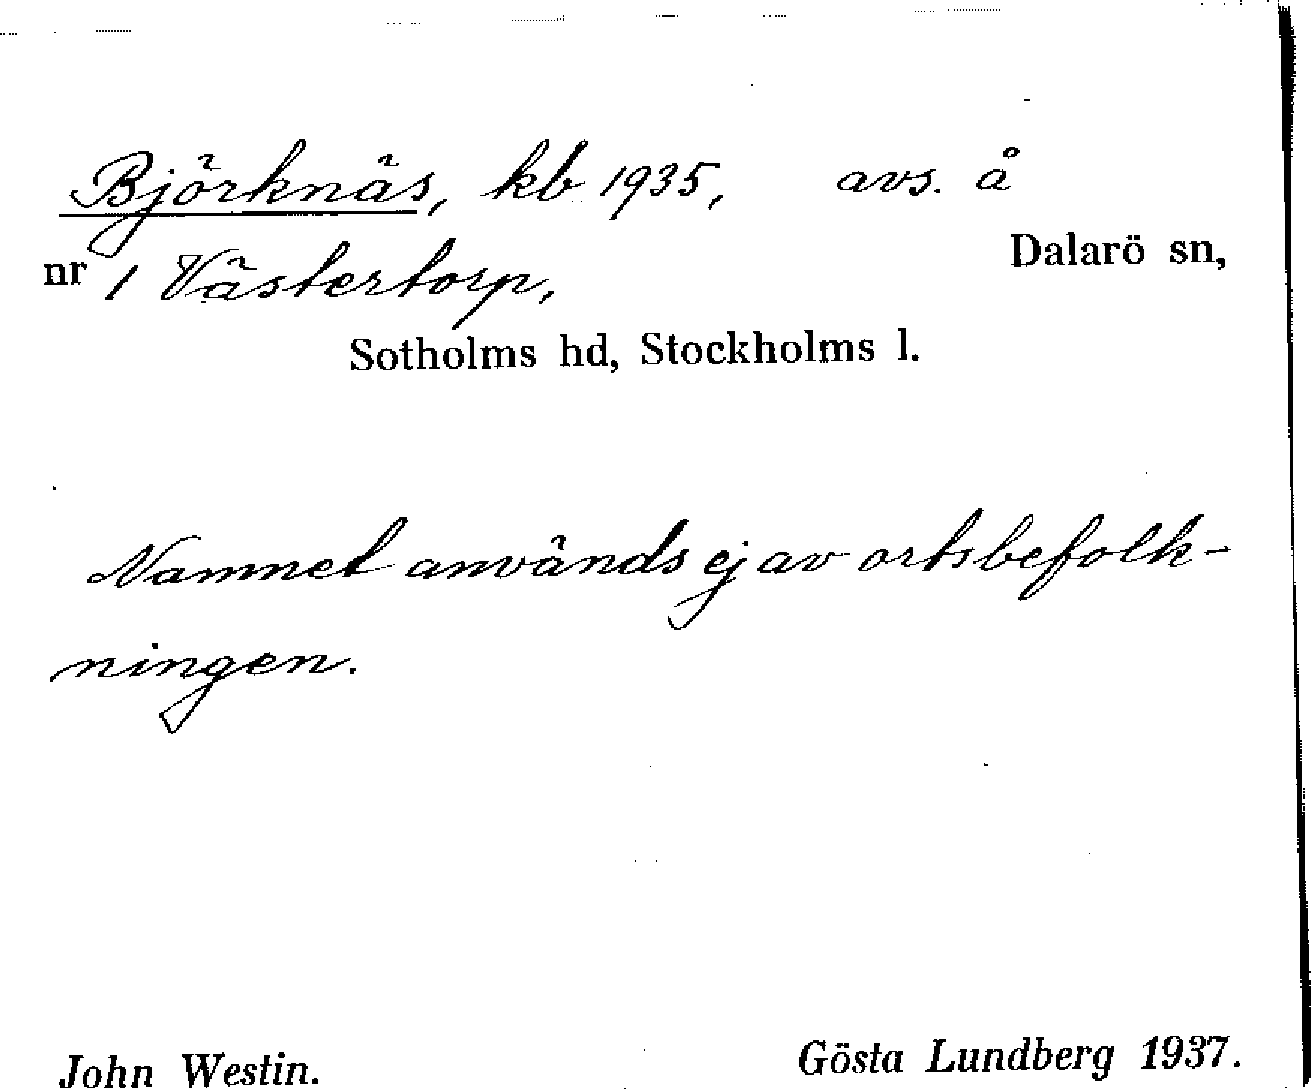 Björknäs, kb 1935, avs. å
nr 1 Västertorp, Dalarö sn,
Sotholms hd, Stockholms l.
Namnet används ej av ortsbefolk-
ningen.
John Westin. Gösta Lundberg 1937.